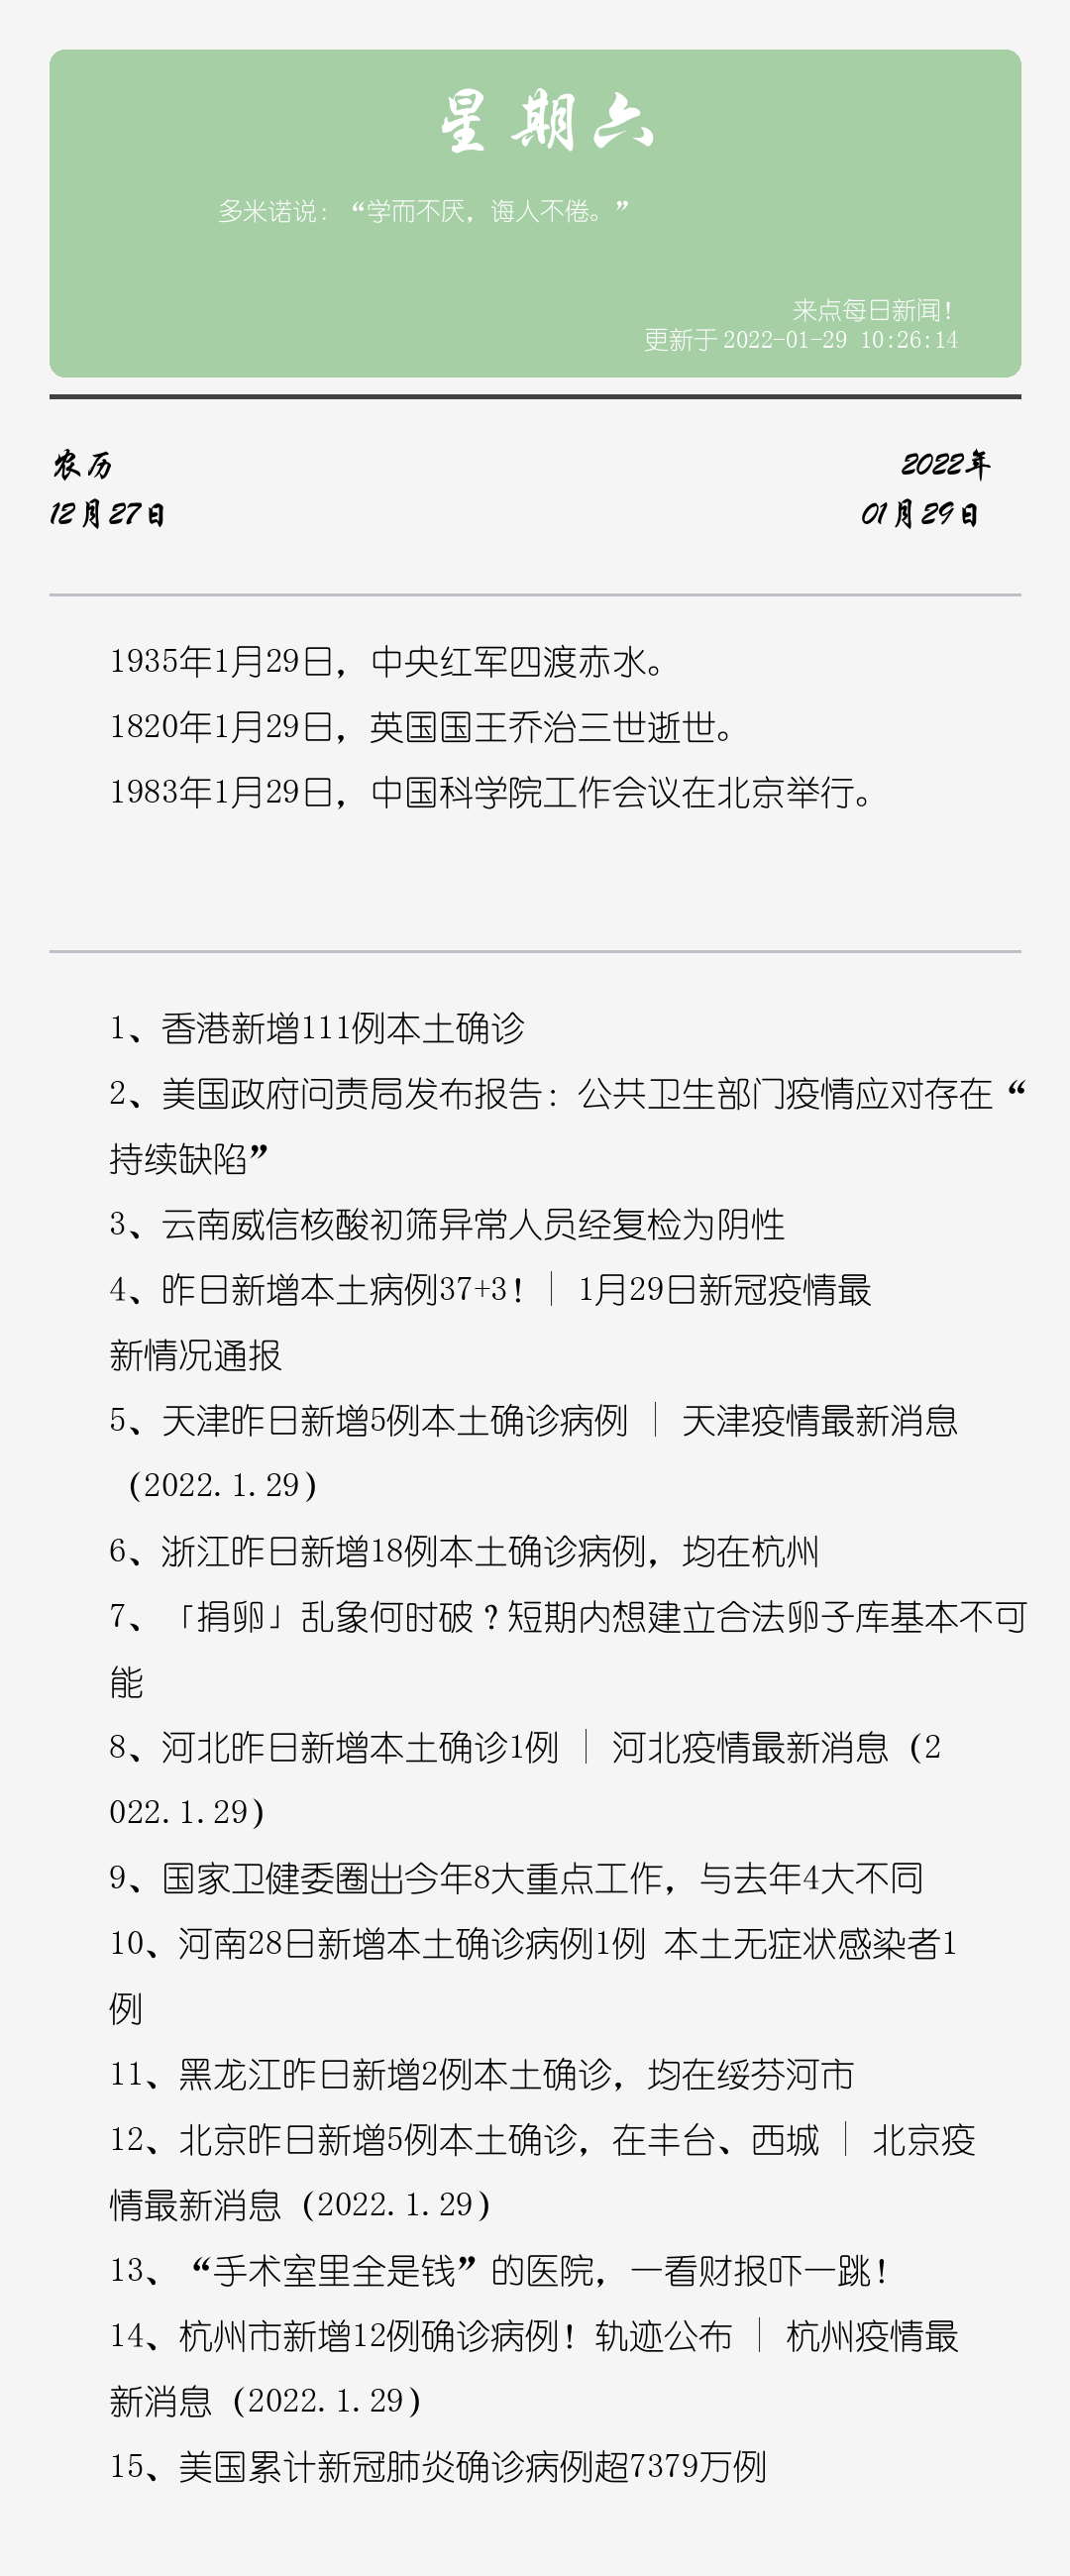 星期六
多米诺说：“学而不厌，诲人不倦。”
来点每日新闻！
更新于 2022-01-29 10:26:14
农历
2022年
12月27日
01月29日
1935年1月29日，中央红军四渡赤水。
1820年1月29日，英国国王乔治三世逝世。
1983年1月29日，中国科学院工作会议在北京举行。
1、香港新增111例本土确诊
2、美国政府问责局发布报告：公共卫生部门疫情应对存在“
持续缺陷”
3、云南威信核酸初筛异常人员经复检为阴性
4、昨日新增本土病例37+3！｜ 1月29日新冠疫情最
新情况通报
5、天津昨日新增5例本土确诊病例 ｜ 天津疫情最新消息
（2022.1.29）
6、浙江昨日新增18例本土确诊病例，均在杭州
7、「捐卵」乱象何时破？短期内想建立合法卵子库基本不可
能
8、河北昨日新增本土确诊1例 ｜ 河北疫情最新消息（2
022.1.29）
9、国家卫健委圈出今年8大重点工作，与去年4大不同
10、河南28日新增本土确诊病例1例 本土无症状感染者1
例
11、黑龙江昨日新增2例本土确诊，均在绥芬河市
12、北京昨日新增5例本土确诊，在丰台、西城 ｜ 北京疫
情最新消息（2022.1.29）
13、“手术室里全是钱”的医院，一看财报吓一跳！
14、杭州市新增12例确诊病例！轨迹公布 ｜ 杭州疫情最
新消息（2022.1.29）
15、美国累计新冠肺炎确诊病例超7379万例